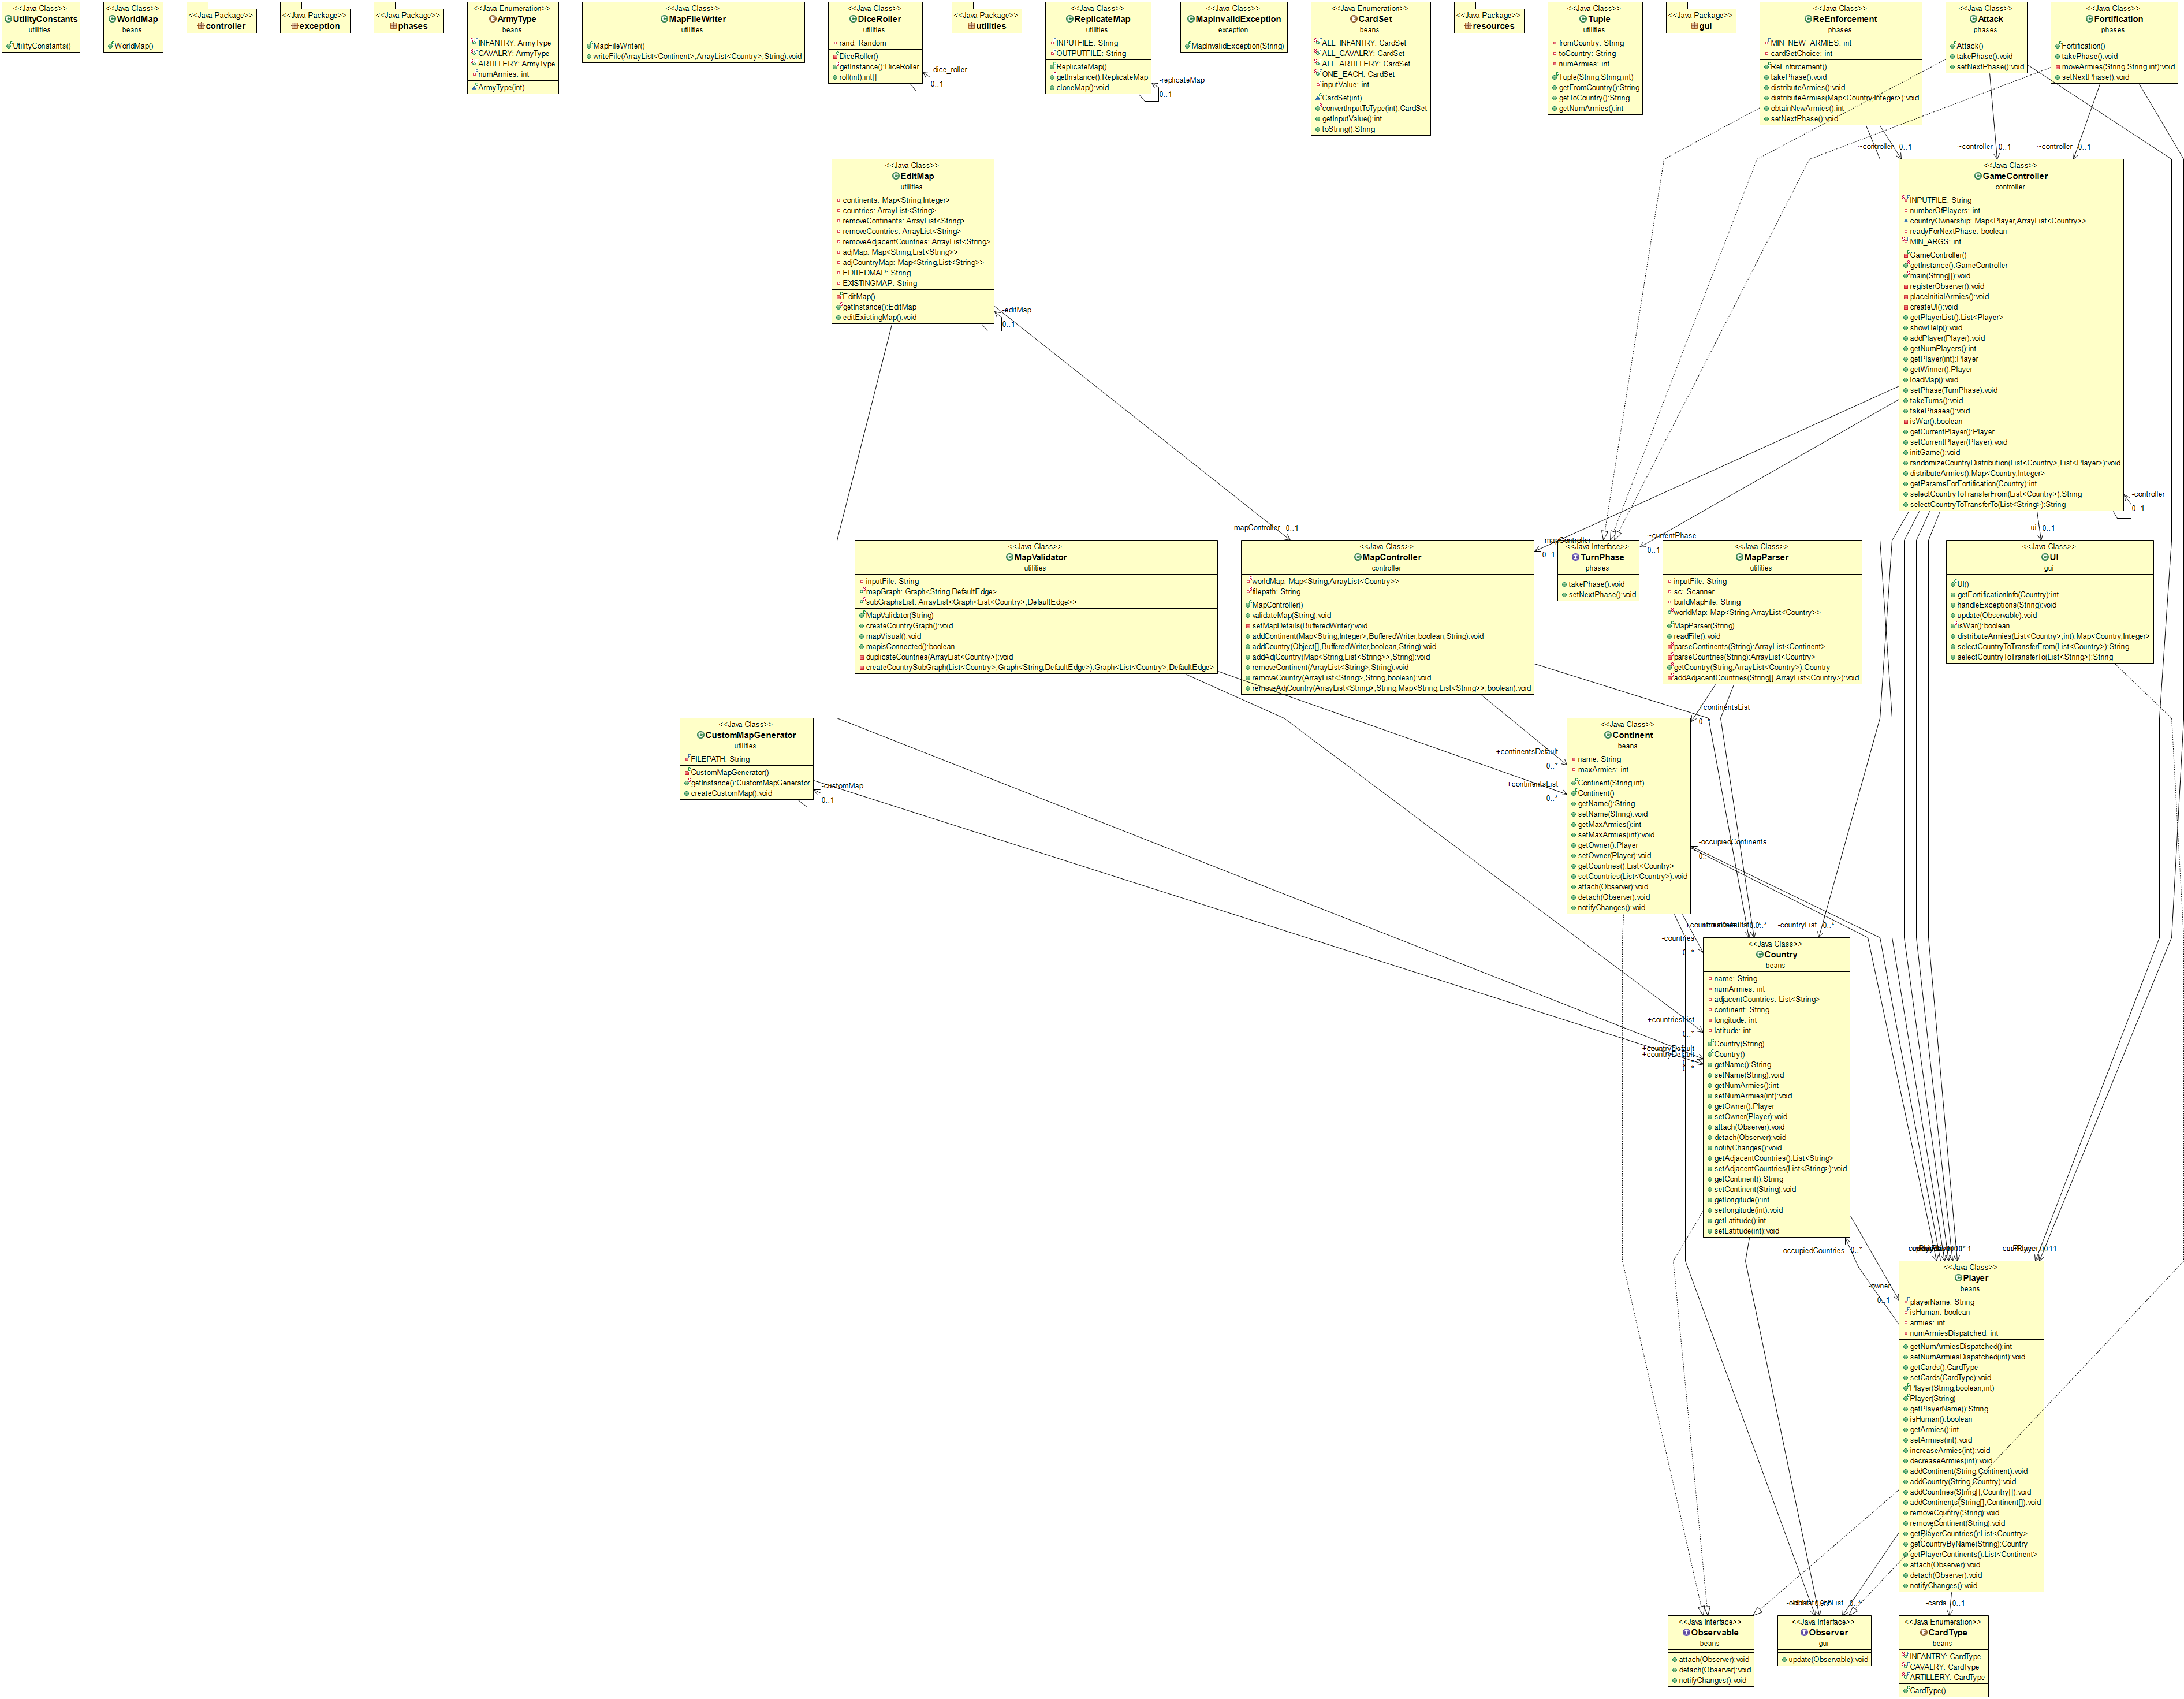 <<Java Class>>
UtilityConstants
utilities
UtilityConstants()
<<Java Class>>
WorldMap
beans
WorldMap()
<<Java Package>>
controller
<<Java Package>>
exception
<<Java Package>>
phases
<<Java Enumeration>>
ArmyType
beans
INFANTRY: ArmyType
CAVALRY: ArmyType
ARTILLERY: ArmyType
numArmies: int
ArmyType(int)
<<Java Class>>
MapFileWriter
utilities
MapFileWriter()
writeFile(ArrayList<Continent>,ArrayList<Country>,String):void
<<Java Class>>
DiceRoller
utilities
rand: Random
DiceRoller()
getInstance():DiceRoller
roll(int):int[]
-dice_roller
0..1
<<Java Package>>
utilities
<<Java Class>>
ReplicateMap
utilities
INPUTFILE: String
OUTPUTFILE: String
ReplicateMap()
getInstance():ReplicateMap
cloneMap():void
-replicateMap
0..1
<<Java Class>>
MapInvalidException
exception
MapInvalidException(String)
<<Java Enumeration>>
CardSet
beans
ALL_INFANTRY: CardSet
ALL_CAVALRY: CardSet
ALL_ARTILLERY: CardSet
ONE_EACH: CardSet
inputValue: int
CardSet(int)
convertInputToType(int):CardSet
getInputValue():int
toString():String
<<Java Package>>
resources
<<Java Class>>
Tuple
utilities
fromCountry: String
toCountry: String
numArmies: int
Tuple(String,String,int)
getFromCountry():String
getToCountry():String
getNumArmies():int
<<Java Package>>
gui
<<Java Class>>
ReEnforcement
phases
MIN_NEW_ARMIES: int
cardSetChoice: int
ReEnforcement()
takePhase():void
distributeArmies():void
distributeArmies(Map<Country,Integer>):void
obtainNewArmies():int
setNextPhase():void
<<Java Class>>
Attack
phases
Attack()
takePhase():void
setNextPhase():void
<<Java Class>>
Fortification
phases
Fortification()
takePhase():void
moveArmies(String,String,int):void
setNextPhase():void
~controller 0..1
~controller 0..1
~controller 0..1
<<Java Class>>
EditMap
utilities
continents: Map<String,Integer>
countries: ArrayList<String>
removeContinents: ArrayList<String>
removeCountries: ArrayList<String>
removeAdjacentCountries: ArrayList<String>
adjMap: Map<String,List<String>>
adjCountryMap: Map<String,List<String>>
EDITEDMAP: String
EXISTINGMAP: String
EditMap()
getInstance():EditMap
editExistingMap():void
-editMap
0..1
<<Java Class>>
GameController
controller
INPUTFILE: String
numberOfPlayers: int
countryOwnership: Map<Player,ArrayList<Country>>
readyForNextPhase: boolean
MIN_ARGS: int
GameController()
getInstance():GameController
main(String[]):void
registerObserver():void
placeInitialArmies():void
createUI():void
getPlayerList():List<Player>
showHelp():void
addPlayer(Player):void
getNumPlayers():int
getPlayer(int):Player
getWinner():Player
loadMap():void
setPhase(TurnPhase):void
takeTurns():void
takePhases():void
isWar():boolean
getCurrentPlayer():Player
setCurrentPlayer(Player):void
initGame():void
randomizeCountryDistribution(List<Country>,List<Player>):void
distributeArmies():Map<Country,Integer>
getParamsForFortification(Country):int
selectCountryToTransferFrom(List<Country>):String
selectCountryToTransferTo(List<String>):String
-controller
0..1
-mapController 0..1
-mapController
0..1
~currentPhase
0..1
-ui 0..1
<<Java Class>>
MapValidator
utilities
inputFile: String
mapGraph: Graph<String,DefaultEdge>
subGraphsList: ArrayList<Graph<List<Country>,DefaultEdge>>
MapValidator(String)
createCountryGraph():void
mapVisual():void
mapisConnected():boolean
duplicateCountries(ArrayList<Country>):void
createCountrySubGraph(List<Country>,Graph<String,DefaultEdge>):Graph<List<Country>,DefaultEdge>
<<Java Class>>
MapController
controller
worldMap: Map<String,ArrayList<Country>>
filepath: String
MapController()
validateMap(String):void
setMapDetails(BufferedWriter):void
addContinent(Map<String,Integer>,BufferedWriter,boolean,String):void
addCountry(Object[],BufferedWriter,boolean,String):void
addAdjCountry(Map<String,List<String>>,String):void
removeContinent(ArrayList<String>,String):void
removeCountry(ArrayList<String>,String,boolean):void
removeAdjCountry(ArrayList<String>,String,Map<String,List<String>>,boolean):void
<<Java Interface>>
TurnPhase
phases
takePhase():void
setNextPhase():void
<<Java Class>>
MapParser
utilities
inputFile: String
sc: Scanner
buildMapFile: String
worldMap: Map<String,ArrayList<Country>>
MapParser(String)
readFile():void
parseContinents(String):ArrayList<Continent>
parseCountries(String):ArrayList<Country>
getCountry(String,ArrayList<Country>):Country
addAdjacentCountries(String[],ArrayList<Country>):void
<<Java Class>>
UI
gui
UI()
getFortificationInfo(Country):int
handleExceptions(String):void
update(Observable):void
isWar():boolean
distributeArmies(List<Country>,int):Map<Country,Integer>
selectCountryToTransferFrom(List<Country>):String
selectCountryToTransferTo(List<String>):String
<<Java Class>>
CustomMapGenerator
utilities
FILEPATH: String
CustomMapGenerator()
getInstance():CustomMapGenerator
createCustomMap():void
-customMap
0..1
+continentsList
0..*
+continentsDefault
0..*
+continentsList
0..*
<<Java Class>>
Continent
beans
name: String
maxArmies: int
Continent(String,int)
Continent()
getName():String
setName(String):void
getMaxArmies():int
setMaxArmies(int):void
getOwner():Player
setOwner(Player):void
getCountries():List<Country>
setCountries(List<Country>):void
attach(Observer):void
detach(Observer):void
notifyChanges():void
-occupiedContinents
0..*
-countryList 0..*
-countries
0..*
<<Java Class>>
Country
beans
name: String
numArmies: int
adjacentCountries: List<String>
continent: String
longitude: int
latitude: int
Country(String)
Country()
getName():String
setName(String):void
getNumArmies():int
setNumArmies(int):void
getOwner():Player
setOwner(Player):void
attach(Observer):void
detach(Observer):void
notifyChanges():void
getAdjacentCountries():List<String>
setAdjacentCountries(List<String>):void
getContinent():String
setContinent(String):void
getlongitude():int
setlongitude(int):void
getLatitude():int
setLatitude(int):void
+countriesList
0..*
+countryDefault
+countryDefault
0..*
0..*
-occupiedCountries 0..*
-owner
0..1
<<Java Class>>
Player
beans
playerName: String
isHuman: boolean
armies: int
numArmiesDispatched: int
getNumArmiesDispatched():int
setNumArmiesDispatched(int):void
getCards():CardType
setCards(CardType):void
Player(String,boolean,int)
Player(String)
getPlayerName():String
isHuman():boolean
getArmies():int
setArmies(int):void
increaseArmies(int):void
decreaseArmies(int):void
addContinent(String,Continent):void
addCountry(String,Country):void
addCountries(String[],Country[]):void
addContinents(String[],Continent[]):void
removeCountry(String):void
removeContinent(String):void
getPlayerCountries():List<Country>
getCountryByName(String):Country
getPlayerContinents():List<Continent>
attach(Observer):void
detach(Observer):void
notifyChanges():void
0..*
-cards 0..1
<<Java Interface>>
Observable
beans
attach(Observer):void
detach(Observer):void
notifyChanges():void
<<Java Interface>>
Observer
gui
update(Observable):void
<<Java Enumeration>>
CardType
beans
INFANTRY: CardType
CAVALRY: CardType
ARTILLERY: CardType
CardType()